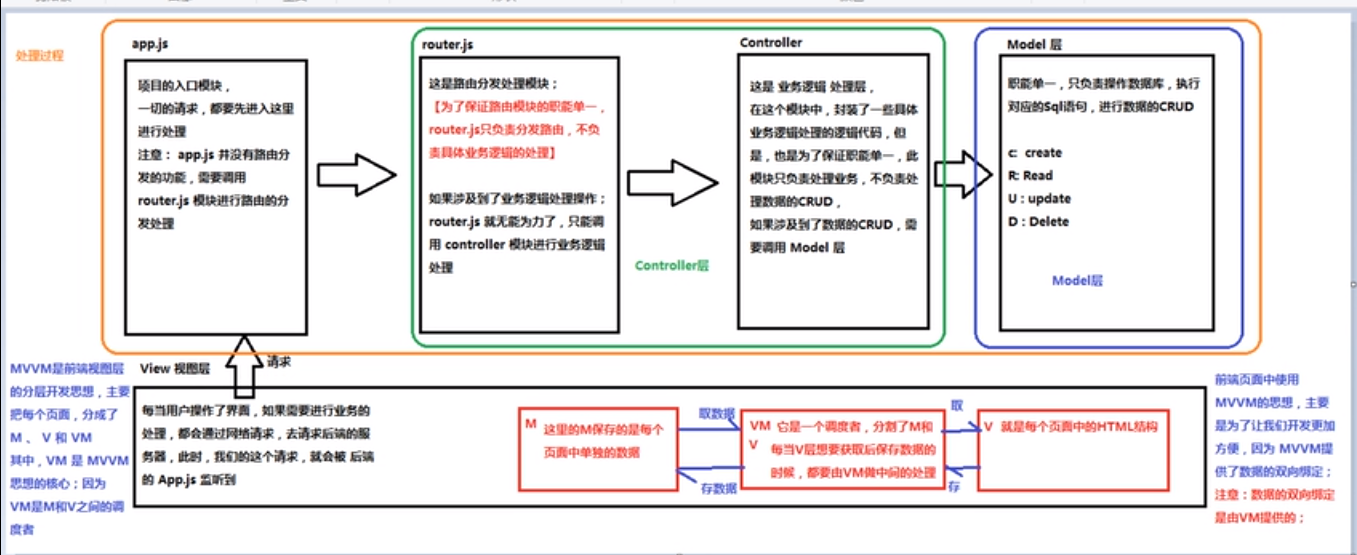 处理过程
app.js
项目的入口模块，
一切的请求，都要先进入这里
进行处理
注意： app.js 并没有路由分
发的功能，需要调用
router.js 模块进行路由的分
发处理
router.js
这是路由分发处理模块；
【为了保证路由模块的职能单一，
router.js只负责分发路由，不负
责具体业务逻辑的处理】
如果涉及到了业务逻辑处理操作；
router.js 就无能为力了，只能调
用 controller 模块进行业务逻辑
处理
Controller层
Controller
这是 业务逻辑 处理层，
在这个模块中，封装了一些具体
业务逻辑处理的逻辑代码，但
是，也是为了保证职能单一，此
模块只负责处理业务，不负责处
理数据的CRUD，
如果涉及到了数据的CRUD，需
要调用 Model 层
Model 层
职能单一，只负责操作数据库，执行
对应的Sql语句，进行数据的CRUD
c: create
R: Read
U : update
D : Delete
Model层
请求
MVVM是前端视图层
的分层开发思想，主要
把每个页面，分成了
M 、 V 和 VM
其中，VM 是 MVVM
思想的核心；因为
VM是M和V之间的调
度者
View 视图层
每当用户操作了界面，如果需要进行业务的
处理，都会通过网络请求，去请求后端的服
务器，此时，我们的这个请求，就会被 后端
的 App.js 监听到
M 这里的M保存的是每个
页面中单独的数据
取数据
存数据
VM 它是一个调度者，分割了M和
V 每当V层想要获取后保存数据的
时候，都要由VM做中间的处理
取
存
V 就是每个页面中的HTML结构
前端页面中使用
MVVM的思想，主要
是为了让我们开发更加
方便，因为 MVVM提
供了数据的双向绑定；
注意：数据的双向绑定
是由VM提供的；